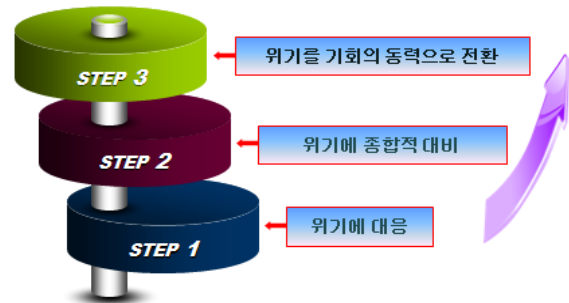 STEP 3
위기를 기회의 동력으로 전환
STEP 2
위기에 종합적 대비
STEP 1
위기에 대응